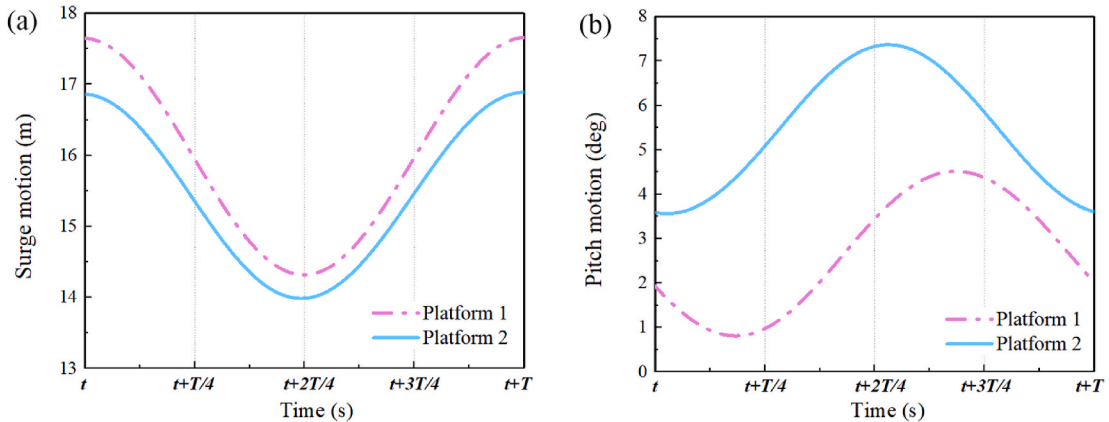 (a)
Surge motion (m)
18
17
16
15
14
13
Platform 1
Platform 2
t t+T/4 t+2T/4 t+3T/4 t+T
Time (s)
(b)
Pitch motion (deg)
8
7
6
5
4
3
2
1
0
Platform 1
Platform 2
t t+T/4 t+2T/4 t+3T/4 t+T
Time (s)